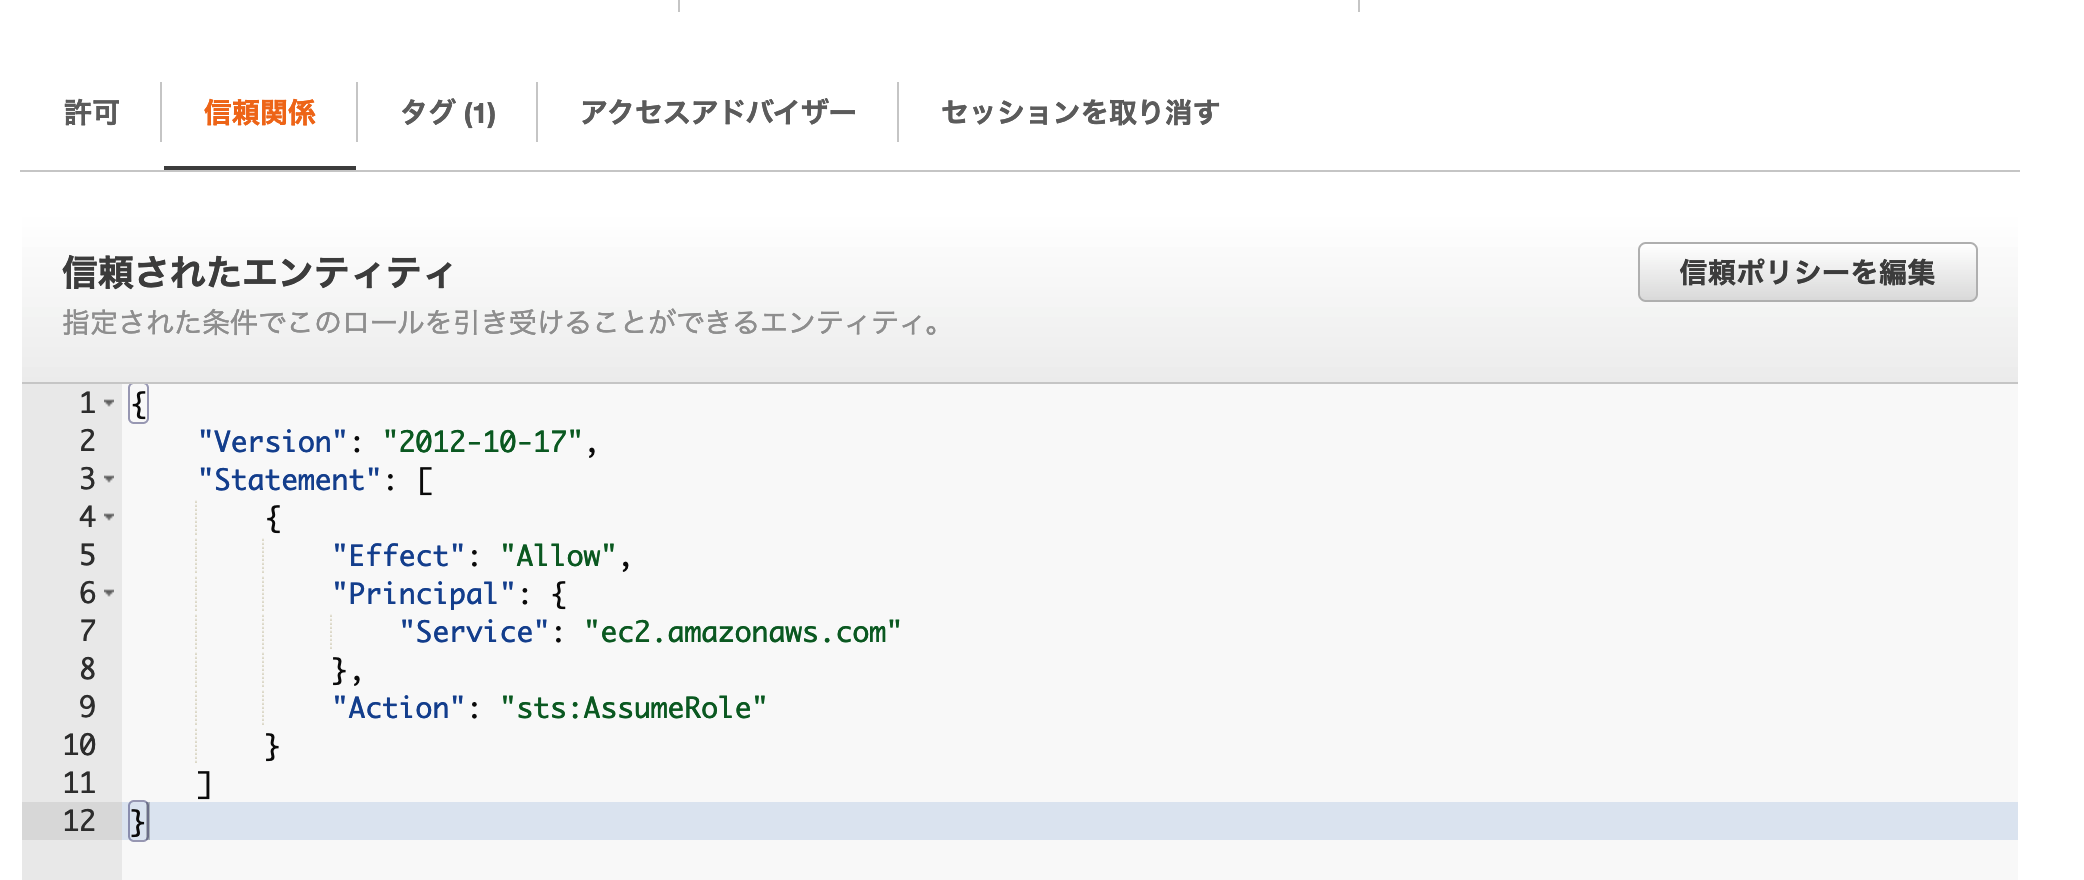 許可 信頼関係 タグ (1) アクセスアドバイザー セッションを取り消す
信頼されたエンティティ
信頼ポリシーを編集
指定された条件でこのロールを引き受けることができるエンティティ。
1 {
2     "Version": "2012-10-17",
3     "Statement": [
4         {
5             "Effect": "Allow",
6             "Principal": {
7                 "Service": "ec2.amazonaws.com"
8             },
9             "Action": "sts:AssumeRole"
10         }
11     ]
12 }